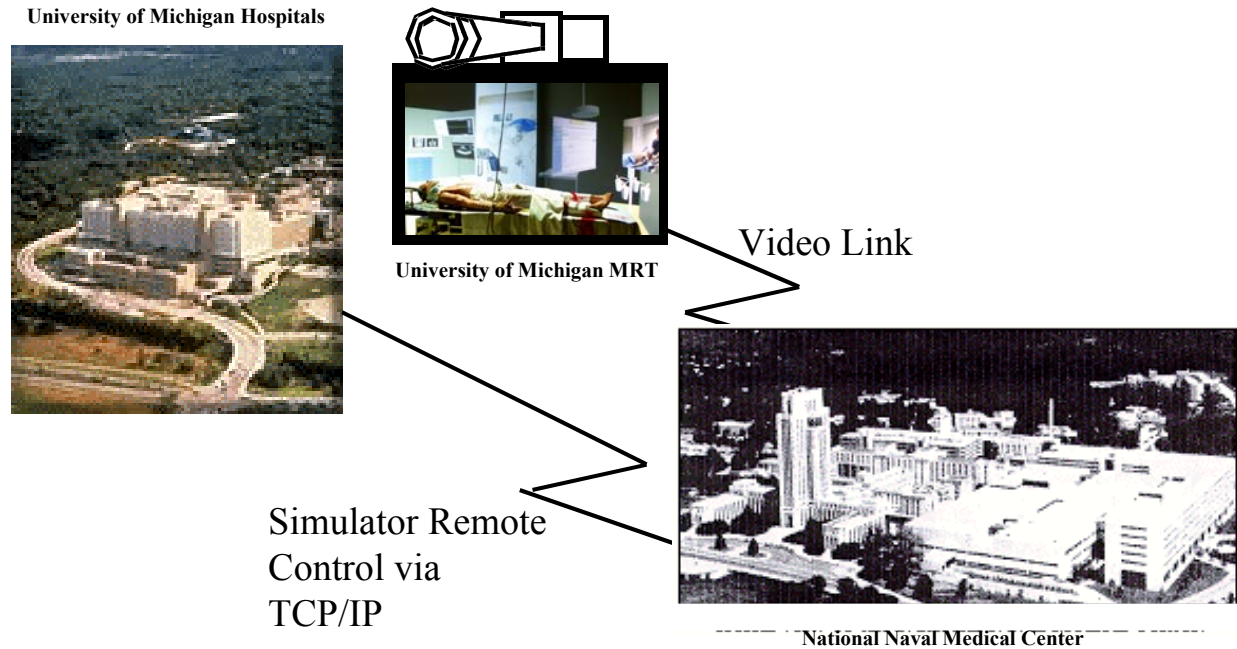 University of Michigan Hospitals
University of Michigan MRT
Video Link
Simulator Remote
Control via
TCP/IP
National Naval Medical Center